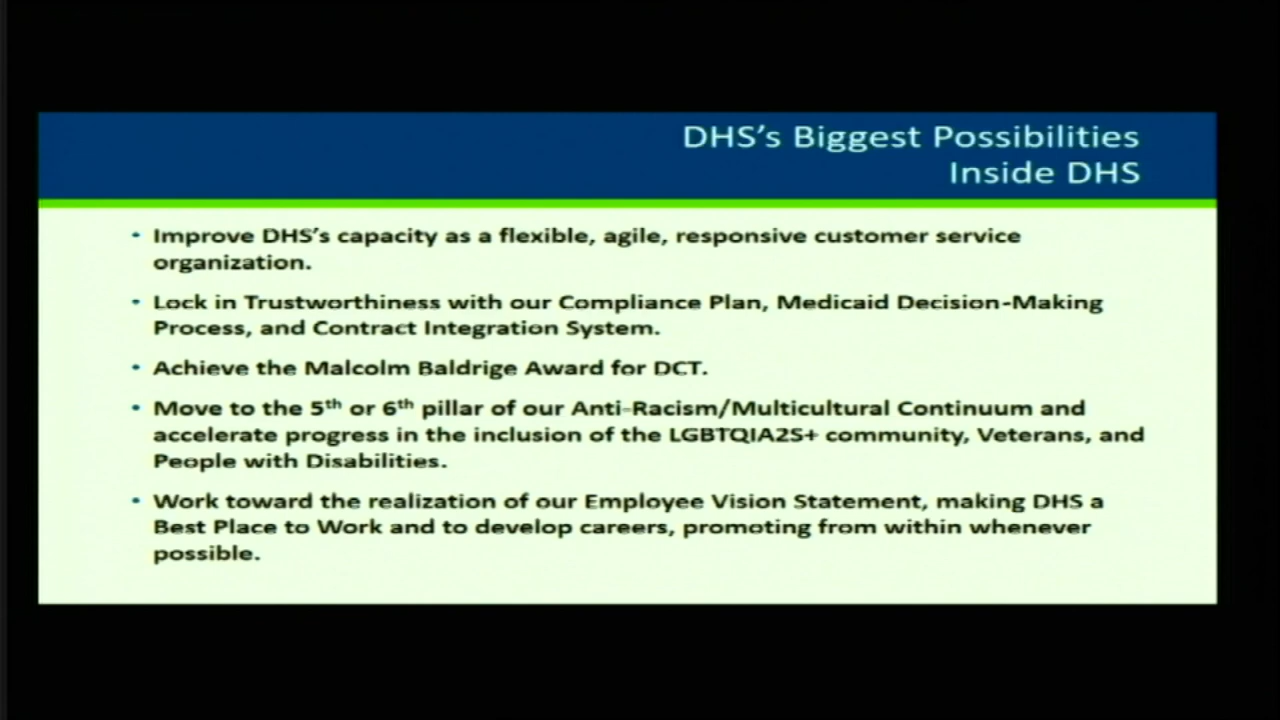 DHS's Biggest Possibilities
Inside DHS
• Improve DHS's capacity as a flexible, agile, responsive customer service
organization.
• Lock in Trustworthiness with our Compliance Plan, Medicaid Decision-Making
Process, and Contract Integration System.
• Achieve the Malcolm Baldrige Award for DCT.
• Move to the 5th or 6th pillar of our Anti-Racism/Multicultural Continuum and
accelerate progress in the inclusion of the LGBTQIA2S+ community, Veterans, and
People with Disabilities.
• Work toward the realization of our Employee Vision Statement, making DHS a
Best Place to Work and to develop careers, promoting from within whenever
possible.